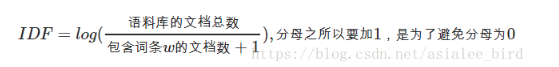 IDF = log(语料库的文档总数 / 包含词条w的文档数 + 1),分母之所以要加1，是为了避免分母为0
https://blog.csdn.net/asialee_bird